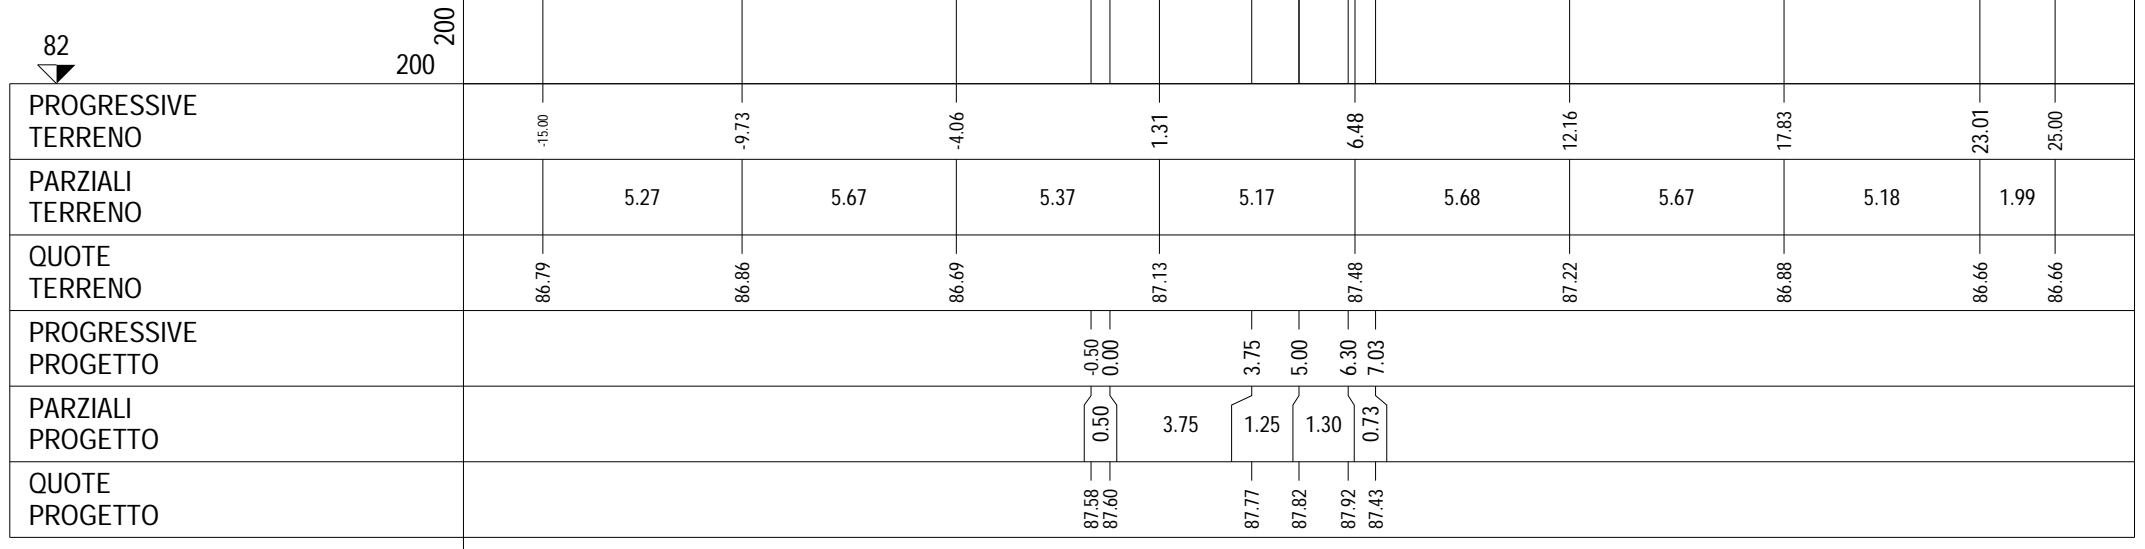 82
200
200
PROGRESSIVE
TERRENO
-15.00 -9.73 -4.06 1.31 6.48 12.16 17.83 23.01 25.00
PARZIALI
TERRENO
5.27 5.67 5.37 5.17 5.68 5.67 5.18 1.99
QUOTE
TERRENO
86.79 86.86 86.69 87.13 87.48 87.22 86.88 86.66 86.66
PROGRESSIVE
PROGETTO
-0.50 0.00 3.75 5.00 6.30 7.03
PARZIALI
PROGETTO
0.50 3.75 1.25 1.30 0.73
QUOTE
PROGETTO
87.58 87.60 87.77 87.82 87.92 87.43